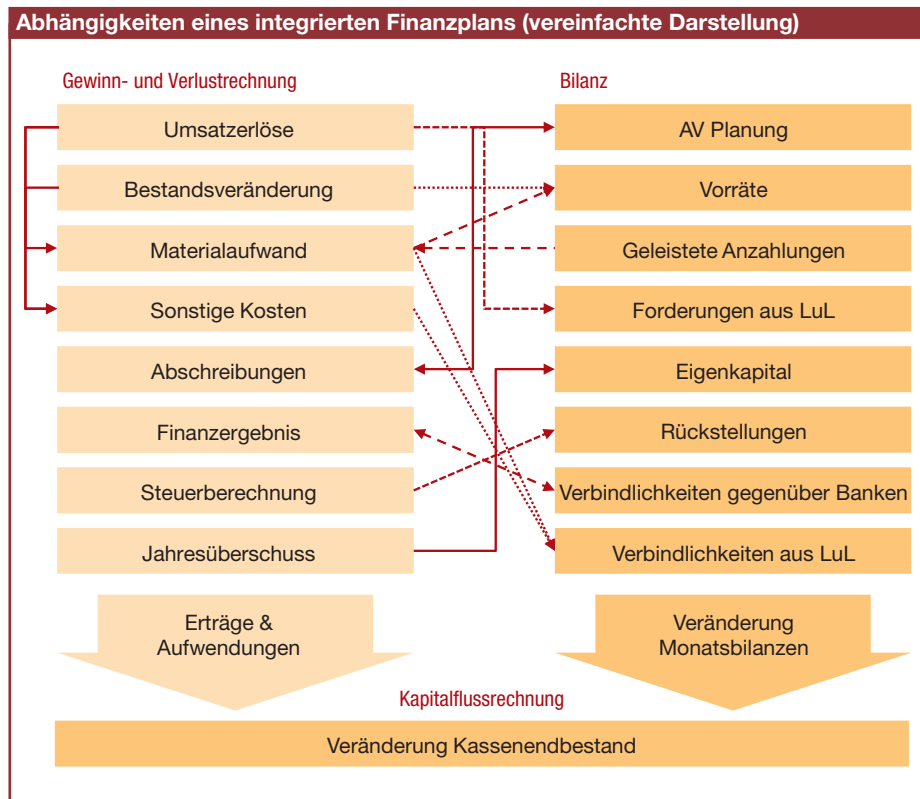 Abhängigkeiten eines integrierten Finanzplans (vereinfachte Darstellung)
Gewinn- und Verlustrechnung
Umsatzerlöse
Bestandsveränderung
Materialaufwand
Sonstige Kosten
Abschreibungen
Finanzergebnis
Steuerberechnung
Jahresüberschuss
Erträge &
Aufwendungen
Bilanz
AV Planung
Vorräte
Geleistete Anzahlungen
Forderungen aus LuL
Eigenkapital
Rückstellungen
Verbindlichkeiten gegenüber Banken
Verbindlichkeiten aus LuL
Veränderung
Monatsbilanzen
Kapitalflussrechnung
Veränderung Kassenendbestand